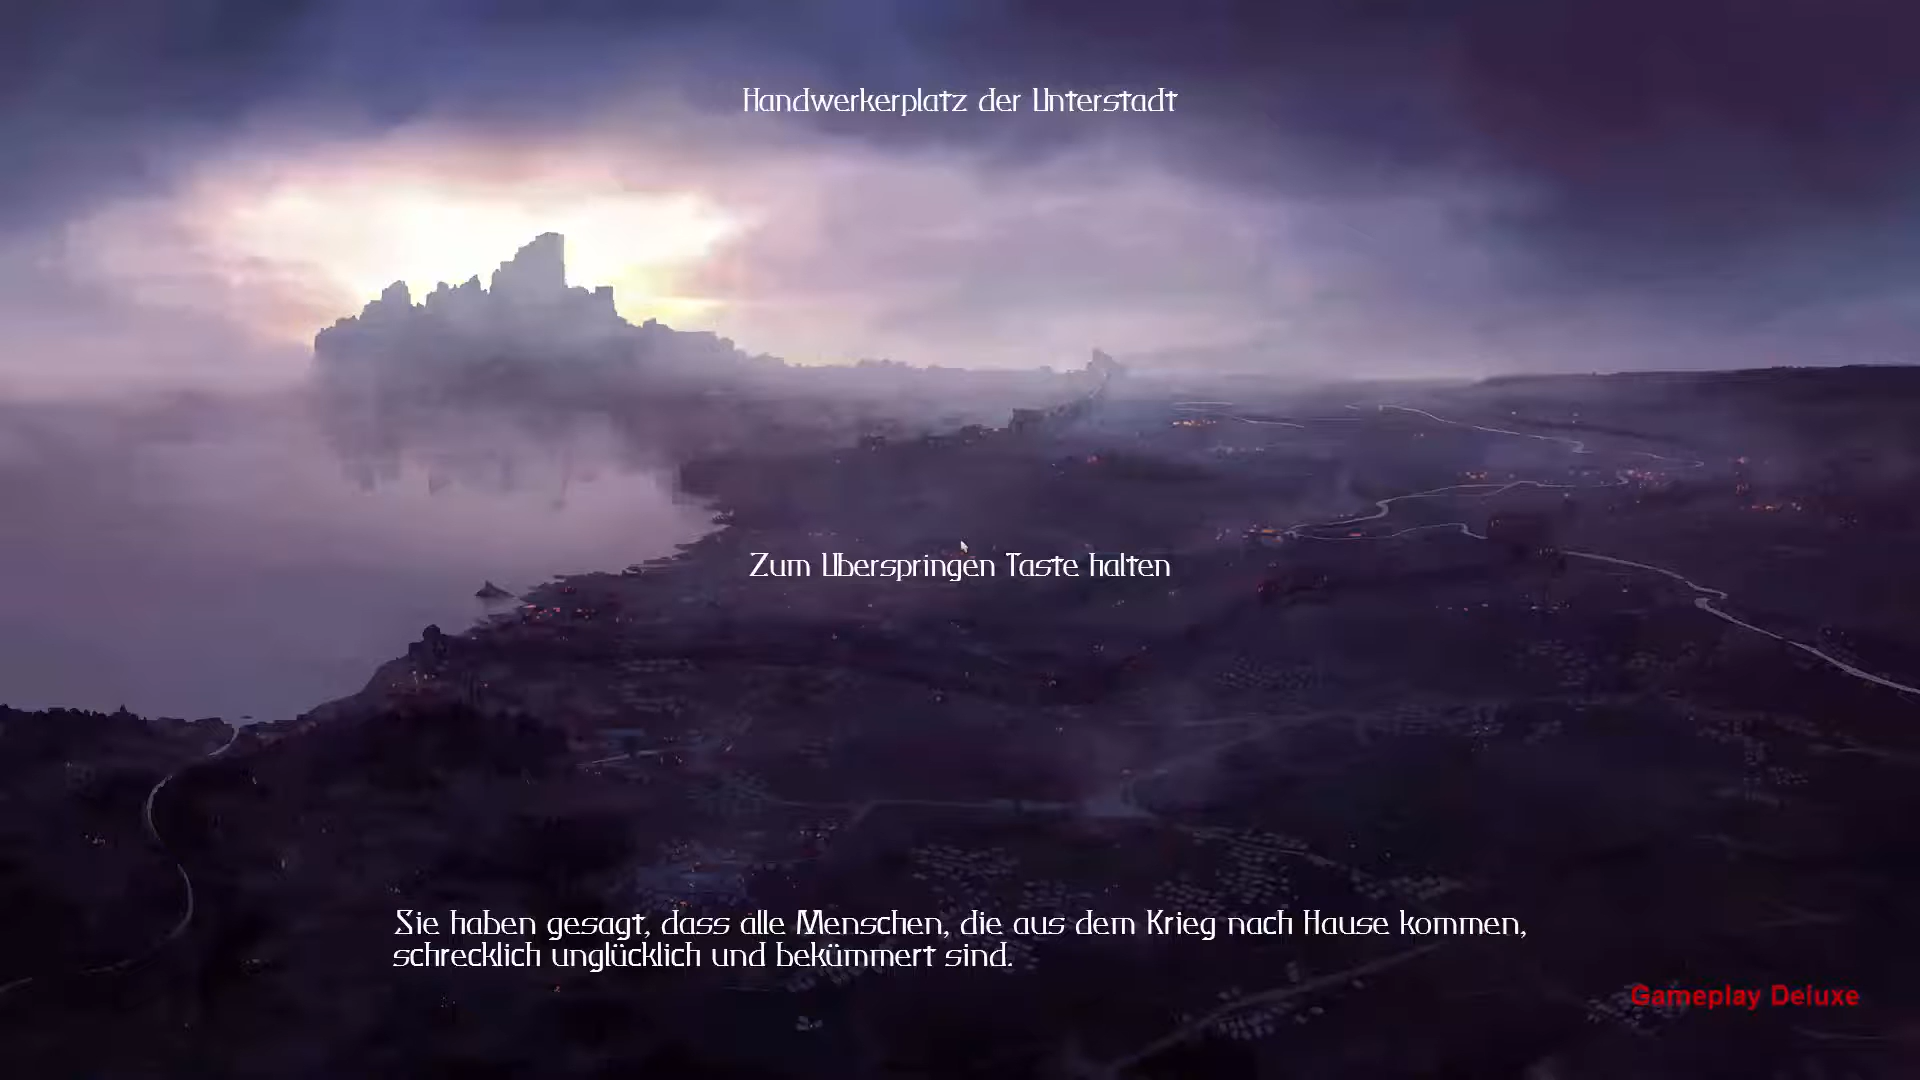 Handwerkerplatz der Unterstadt
Zum Uberspringen Taste halten
Sie haben gesagt, dass alle Menschen, die aus dem Krieg nach Hause kommen,
schrecklich unglücklich und bekümmert sind.
Gameplay Deluxe